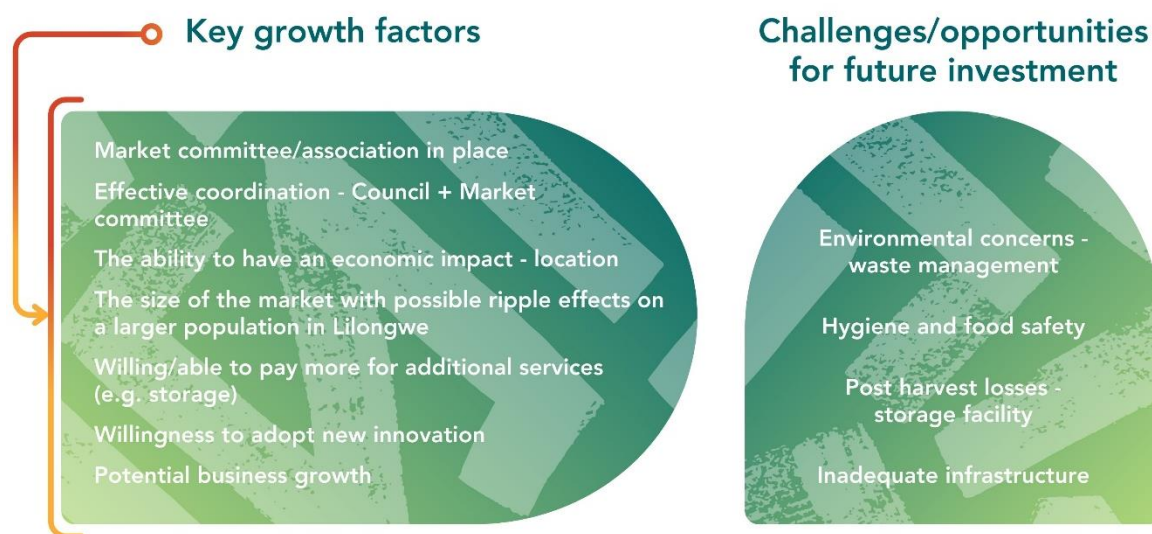 Key growth factors
Market committee/association in place
Effective coordination - Council + Market
committee
The ability to have an economic impact - location
The size of the market with possible ripple effects on
a larger population in Lilongwe
Willing/able to pay more for additional services
(e.g. storage)
Willingness to adopt new innovation
Potential business growth
Challenges/opportunities
for future investment
Environmental concerns -
waste management
Hygiene and food safety
Post harvest losses -
storage facility
Inadequate infrastructure